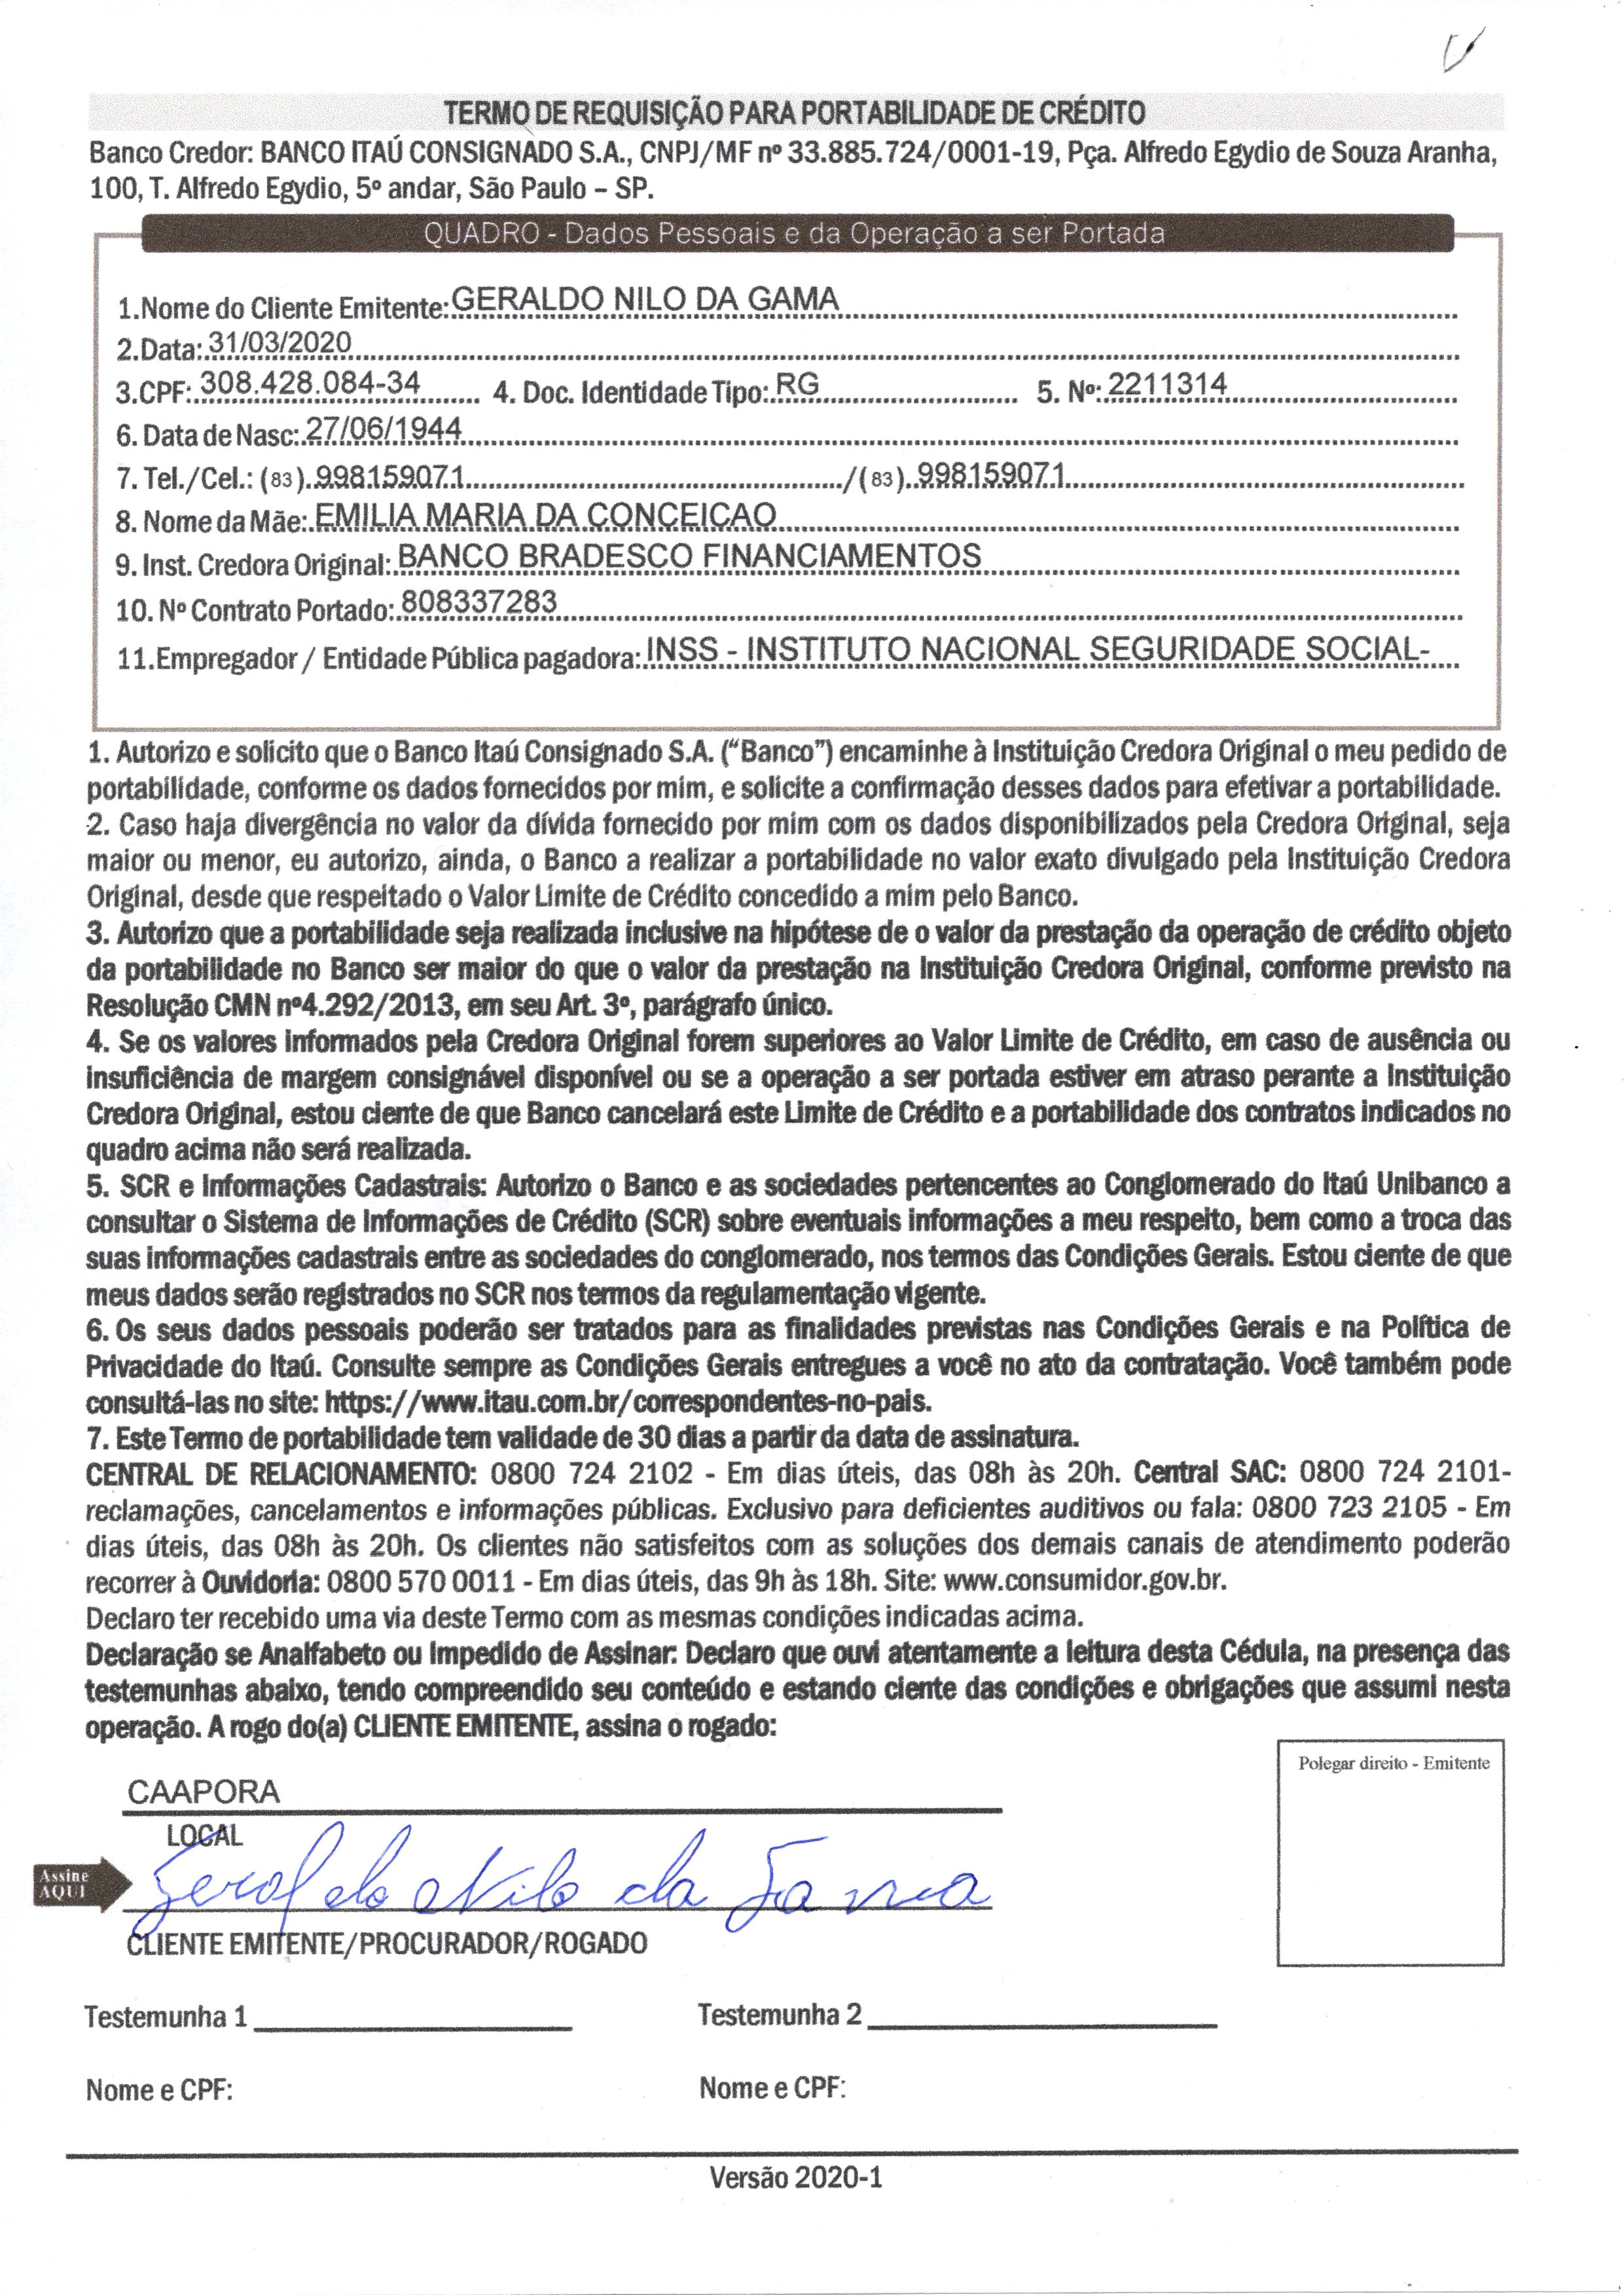 TERMO DE REQUISIÇÃO PARA PORTABILIDADE DE CRÉDITO
Banco Credor: BANCO ITAÚ CONSIGNADO S.A., CNPJ/MF nº 33.885.724/0001-19, Pça. Alfredo Egydio de Souza Aranha,
100, T. Alfredo Egydio, 5º andar, São Paulo – SP.
QUADRO - Dados Pessoais e da Operação a ser Portada
1.Nome do Cliente Emitente: GERALDO NILO DA GAMA
2.Data: 31/03/2020
3.CPF: 308.428.084-34 4. Doc. Identidade Tipo: RG 5. Nº: 2211314
6. Data de Nasc: 27/06/1944
7. Tel./Cel.: (83) 998159071 /(83) 998159071
8. Nome da Mãe: EMILIA MARIA DA CONCEICAO
9. Inst. Credora Original: BANCO BRADESCO FINANCIAMENTOS
10. Nº Contrato Portado: 808337283
11.Empregador / Entidade Pública pagadora: INSS - INSTITUTO NACIONAL SEGURIDADE SOCIAL-
1. Autorizo e solicito que o Banco Itaú Consignado S.A. (“Banco”) encaminhe à Instituição Credora Original o meu pedido de
portabilidade, conforme os dados fornecidos por mim, e solicite a confirmação desses dados para efetivar a portabilidade.
2. Caso haja divergência no valor da dívida fornecido por mim com os dados disponibilizados pela Credora Original, seja
maior ou menor, eu autorizo, ainda, o Banco a realizar a portabilidade no valor exato divulgado pela Instituição Credora
Original, desde que respeitado o Valor Limite de Crédito concedido a mim pelo Banco.
3. Autorizo que a portabilidade seja realizada inclusive na hipótese de o valor da prestação da operação de crédito objeto
da portabilidade no Banco ser maior do que o valor da prestação na Instituição Credora Original, conforme previsto na
Resolução CMN nº4.292/2013, em seu Art. 3º, parágrafo único.
4. Se os valores informados pela Credora Original forem superiores ao Valor Limite de Crédito, em caso de ausência ou
insuficiência de margem consignável disponível ou se a operação a ser portada estiver em atraso perante a Instituição
Credora Original, estou ciente de que Banco cancelará este Limite de Crédito e a portabilidade dos contratos indicados no
quadro acima não será realizada.
5. SCR e Informações Cadastrais: Autorizo o Banco e as sociedades pertencentes ao Conglomerado do Itaú Unibanco a
consultar o Sistema de Informações de Crédito (SCR) sobre eventuais informações a meu respeito, bem como a troca das
suas informações cadastrais entre as sociedades do conglomerado, nos termos das Condições Gerais. Estou ciente de que
meus dados serão registrados no SCR nos termos da regulamentação vigente.
6. Os seus dados pessoais poderão ser tratados para as finalidades previstas nas Condições Gerais e na Política de
Privacidade do Itaú. Consulte sempre as Condições Gerais entregues a você no ato da contratação. Você também pode
consultá-las no site: https://www.itau.com.br/correspondentes-no-pais.
7. Este Termo de portabilidade tem validade de 30 dias a partir da data de assinatura.
CENTRAL DE RELACIONAMENTO: 0800 724 2102 - Em dias úteis, das 08h às 20h. Central SAC: 0800 724 2101-
reclamações, cancelamentos e informações públicas. Exclusivo para deficientes auditivos ou fala: 0800 723 2105 - Em
dias úteis, das 08h às 20h. Os clientes não satisfeitos com as soluções dos demais canais de atendimento poderão
recorrer à Ouvidoria: 0800 570 0011 - Em dias úteis, das 9h às 18h. Site: www.consumidor.gov.br.
Declaro ter recebido uma via deste Termo com as mesmas condições indicadas acima.
Declaração se Analfabeto ou Impedido de Assinar: Declaro que ouvi atentamente a leitura desta Cédula, na presença das
testemunhas abaixo, tendo compreendido seu conteúdo e estando ciente das condições e obrigações que assumi nesta
operação. A rogo do(a) CLIENTE EMITENTE, assina o rogado:
Polegar direito - Emitente
CAAPORA
LOCAL
Assine
AQUI
Geraldo Nilo da Gama
CLIENTE EMITENTE/PROCURADOR/ROGADO
Testemunha 1 Testemunha 2
Nome e CPF: Nome e CPF:
Versão 2020-1